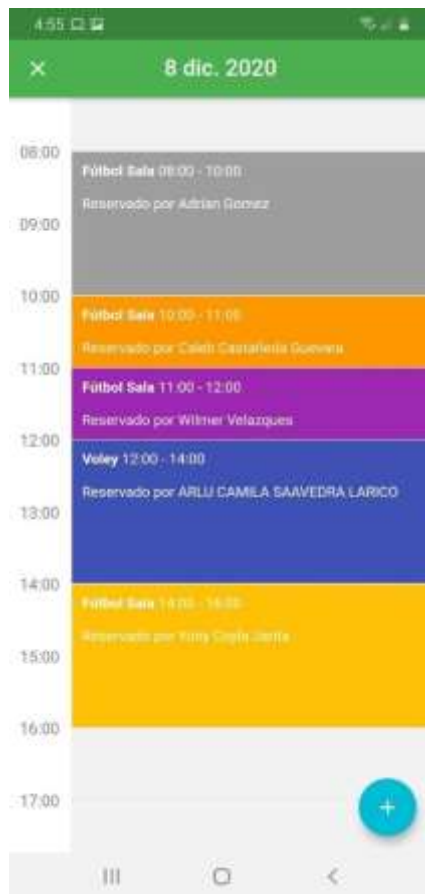 4:55
8 dic. 2020
08:00
Fútbol Sala 08:00 - 10:00
Reservado por Adrian Gomez
09:00
10:00
Fútbol Sala 10:00 - 11:00
Reservado por Caleb Castañeda Guevara
11:00
Fútbol Sala 11:00 - 12:00
Reservado por Wilmer Velazques
12:00
Voley 12:00 - 14:00
Reservado por ARLU CAMILA SAAVEDRA LARICO
13:00
14:00
Fútbol Sala 14:00 - 16:00
Reservado por
15:00
16:00
17:00